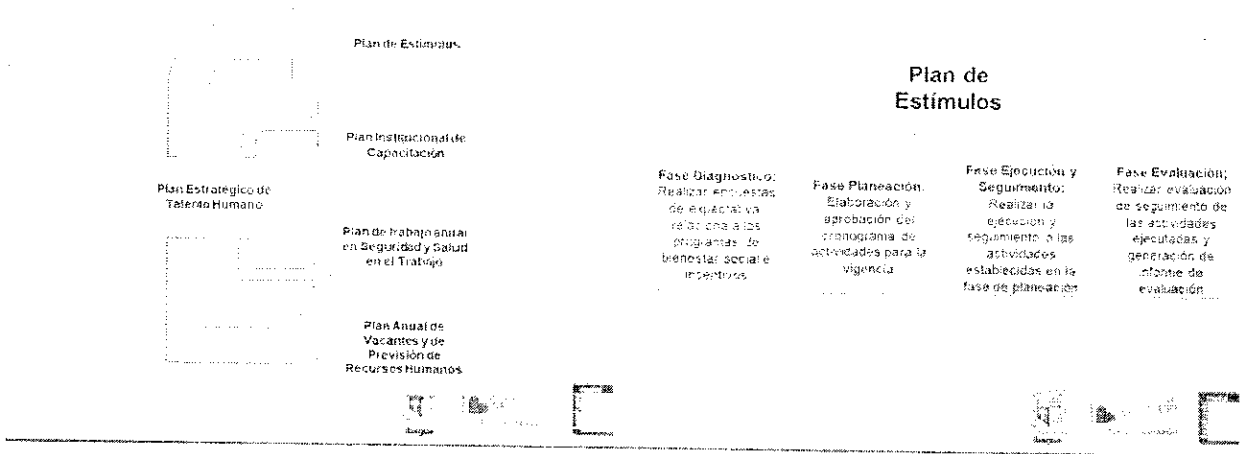 Plan de Estímulos
Plan Institucional de
Capacitación
Plan Estratégico de
Talento Humano
Plan de trabajo anual
en Seguridad y Salud
en el Trabajo
Plan Anual de
Vacantes y de
Previsión de
Recursos Humanos
Ibagué
Plan de
Estímulos
Fase Diagnostico:
Realizar encuestas
de expectativa
relacionada a los
programas de
bienestar social e
incentivos
Fase Planeación:
Elaboración y
aprobación del
cronograma de
actividades para la
vigencia
Fase Ejecución y
Seguimiento:
Realizar la
ejecución y
seguimiento a las
actividades
establecidas en la
fase de planeación
Fase Evaluación:
Realizar evaluación
de seguimiento de
las actividades
ejecutadas y
generación de
informe de
evaluación
Ibagué